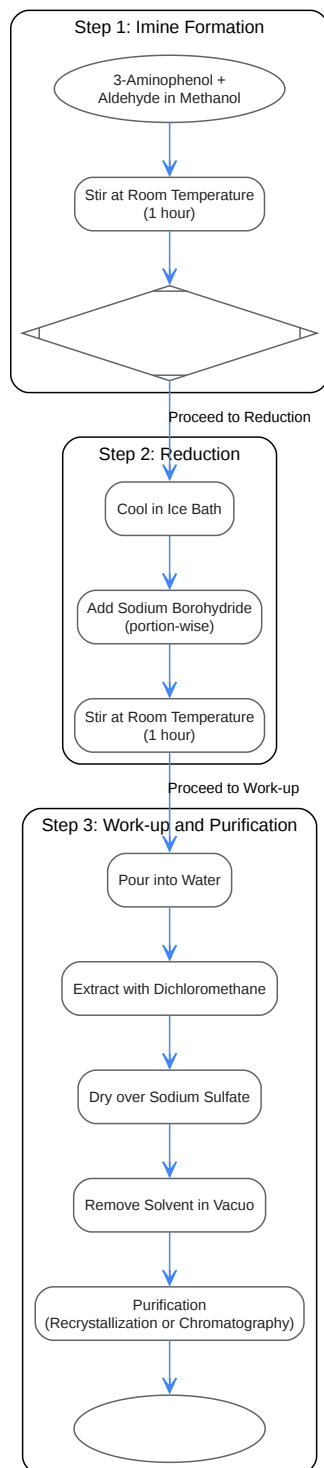 Step 1: Imine Formation
3-Aminophenol +
Aldehyde in Methanol
Stir at Room Temperature
(1 hour)
Proceed to Reduction
Step 2: Reduction
Cool in Ice Bath
Add Sodium Borohydride
(portion-wise)
Stir at Room Temperature
(1 hour)
Proceed to Work-up
Step 3: Work-up and Purification
Pour into Water
Extract with Dichloromethane
Dry over Sodium Sulfate
Remove Solvent in Vacuo
Purification
(Recrystallization or Chromatography)